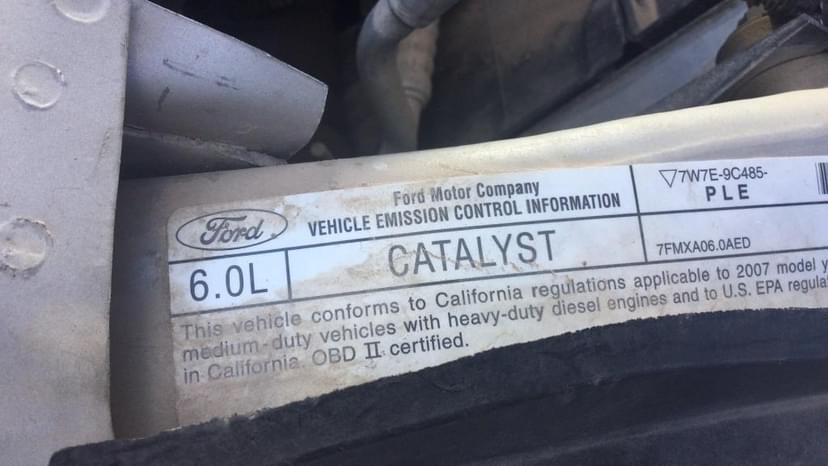 Ford
Ford Motor Company
VEHICLE EMISSION CONTROL INFORMATION
▽7W7E-9C485-
PLE
6.0L
CATALYST
7FMXA06.0AED
This vehicle conforms to California regulations applicable to 2007 model
medium-duty vehicles with heavy-duty diesel engines and to U.S. EPA
in California. OBD II certified.